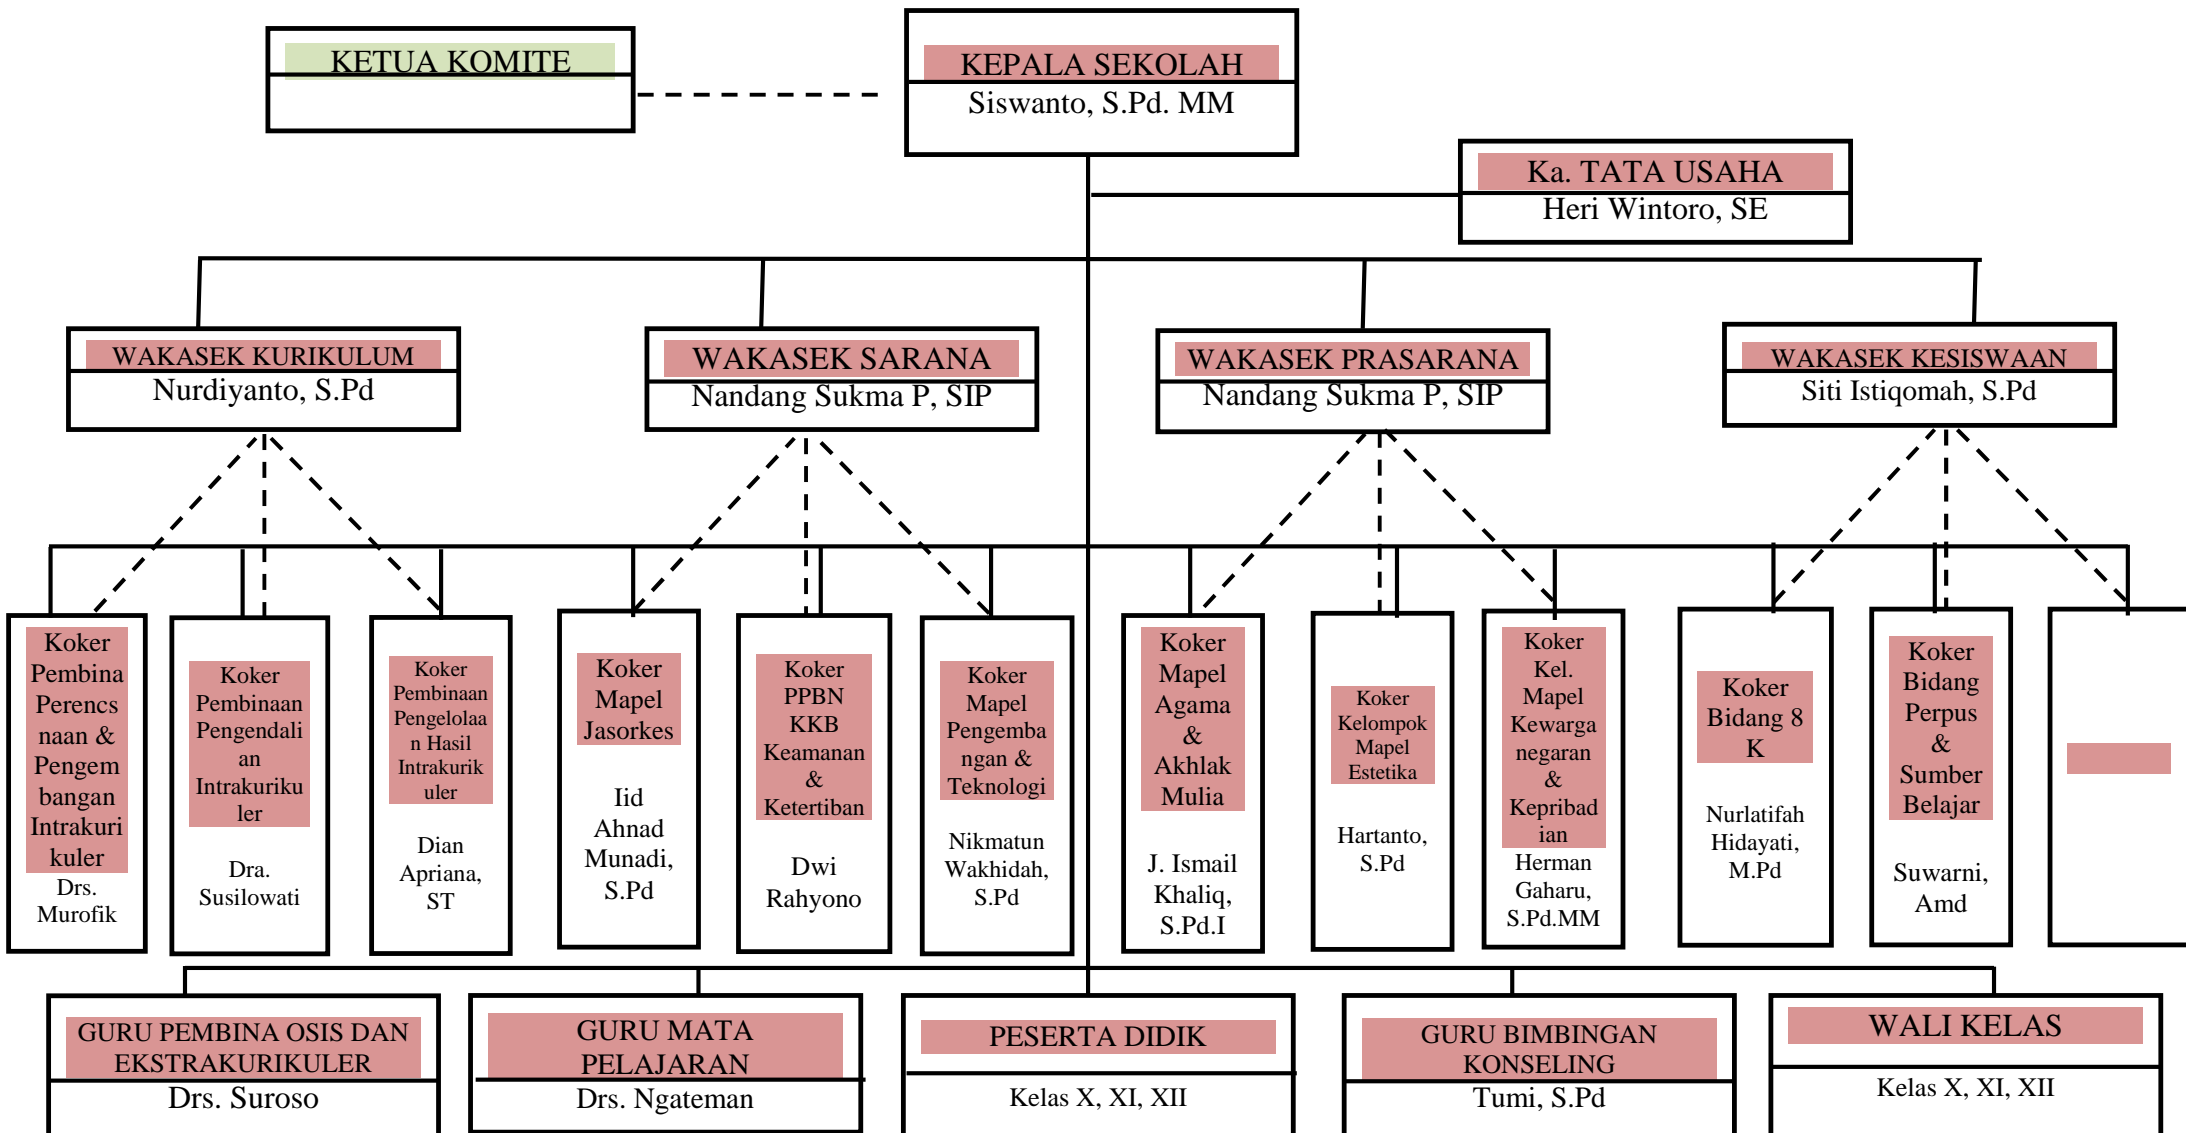 KETUA KOMITE
KEPALA SEKOLAH
Siswanto, S.Pd. MM
Ka. TATA USAHA
Heri Wintoro, SE
WAKASEK KURIKULUM
Nurdiyanto, S.Pd
WAKASEK SARANA
Nandang Sukma P, SIP
WAKASEK PRASARANA
Nandang Sukma P, SIP
WAKASEK KESISWAAN
Siti Istiqomah, S.Pd
Koker
Pembina
Perencs
naan &
Pengem
bangan
Intrakuri
kuler
Drs.
Murofik
Koker
Pembinaan
Pengendali
an
Intrakuriku
ler
Dra.
Susilowati
Koker
Pembinaan
Pengelolaa
n Hasil
Intrakurik
uler
Dian
Apriana,
ST
Koker
Mapel
Jasorkes
Iid
Ahnad
Munadi,
S.Pd
Koker
PPBN
KKB
Keamanan
&
Ketertiban
Dwi
Rahyono
Koker
Mapel
Pengemba
ngan &
Teknologi
Nikmatun
Wakhidah,
S.Pd
Koker
Mapel
Agama
&
Akhlak
Mulia
J. Ismail
Khaliq,
S.Pd.I
Koker
Kelompok
Mapel
Estetika
Hartanto,
S.Pd
Koker
Kel.
Mapel
Kewarga
negaran
&
Kepribad
ian
Herman
Gaharu,
S.Pd.MM
Koker
Bidang 8
K
Nurlatifah
Hidayati,
M.Pd
Koker
Bidang
Perpus
&
Sumber
Belajar
Suwarni,
Amd
GURU PEMBINA OSIS DAN
EKSTRAKURIKULER
Drs. Suroso
GURU MATA
PELAJARAN
Drs. Ngateman
PESERTA DIDIK
Kelas X, XI, XII
GURU BIMBINGAN
KONSELING
Tumi, S.Pd
WALI KELAS
Kelas X, XI, XII